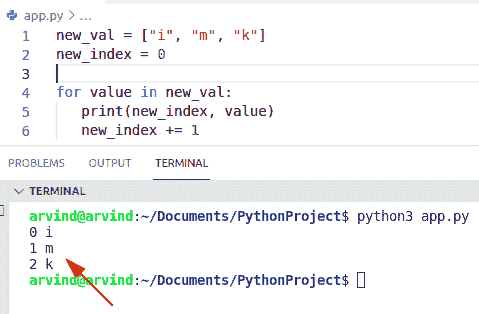 app.py > ...
1 new_val = ["i", "m", "k"]
2 new_index = 0
3
4 for value in new_val:
5     print(new_index, value)
6     new_index += 1
PROBLEMS OUTPUT TERMINAL
TERMINAL
arvind@arvind:~/Documents/PythonProject$ python3 app.py
0 i
1 m
2 k
arvind@arvind:~/Documents/PythonProject$